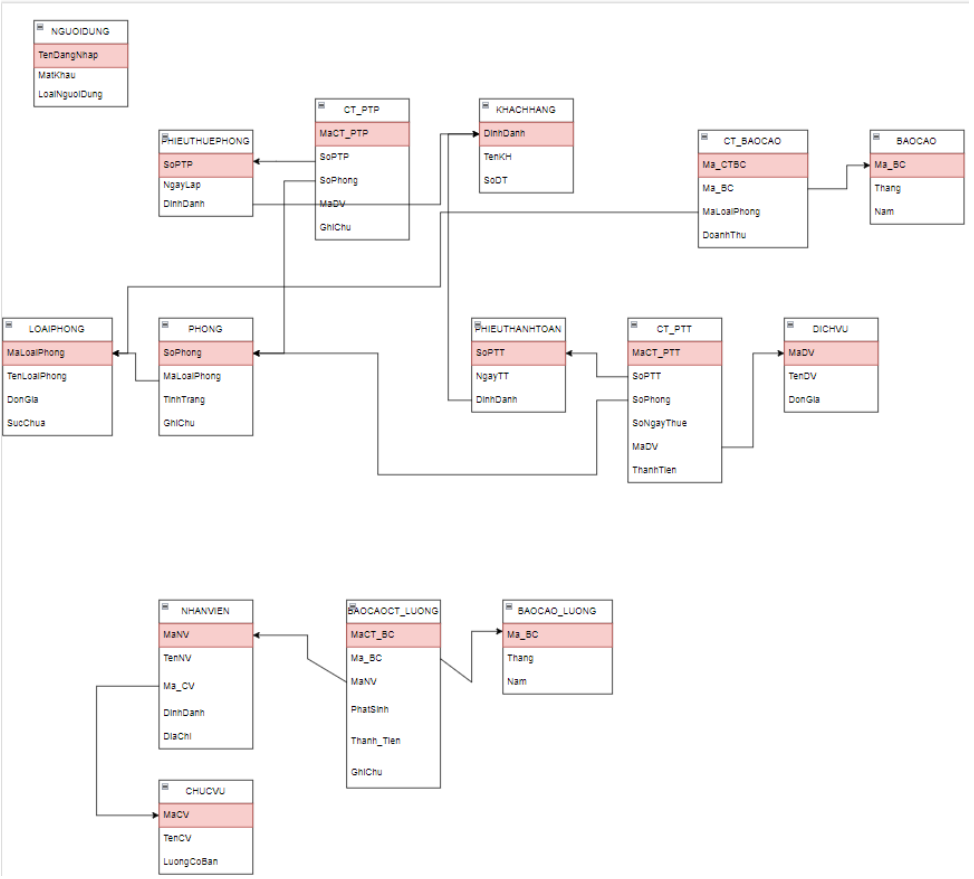 NGUOIDUNG
TenDangNhap
MatKhau
LoaiNguoiDung
CT_PTP
MaCT_PTP
SoPTP
SoPhong
MaDV
GhiChu
KHACHHANG
DinhDanh
TenKH
SoDT
PHIEUTHUEPHONG
SoPTP
NgayLap
DinhDanh
CT_BAOCAO
Ma_CTBC
Ma_BC
MaLoaiPhong
DoanhThu
BAOCAO
Ma_BC
Thang
Nam
LOAIPHONG
MaLoaiPhong
TenLoaiPhong
DonGia
SucChua
PHONG
SoPhong
MaLoaiPhong
TinhTrang
GhiChu
PHIEUTHANHTOAN
SoPTT
NgayTT
DinhDanh
CT_PTT
MaCT_PTT
SoPTT
SoPhong
SoNgayThue
MaDV
ThanhTien
DICHVU
MaDV
TenDV
DonGia
NHANVIEN
MaNV
TenNV
Ma_CV
DinhDanh
DiaChi
BAOCAOCT_LUONG
MaCT_BC
Ma_BC
MaNV
PhatSinh
Thanh_Tien
GhiChu
BAOCAO_LUONG
Ma_BC
Thang
Nam
CHUCVU
MaCV
TenCV
LuongCoBan